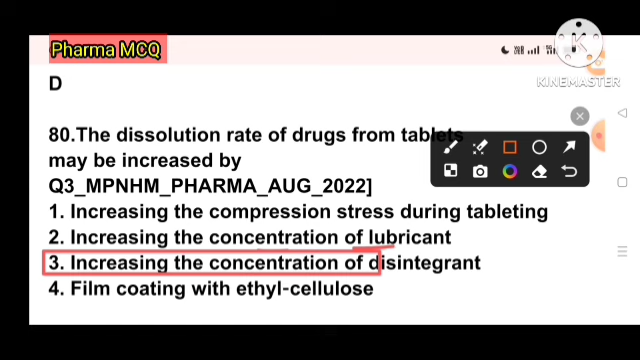 Pharma MCQ
KINEMASTER
D
80.The dissolution rate of drugs from tablets
may be increased by
Q3_MPNHM_PHARMA_AUG_2022]
1. Increasing the compression stress during tableting
2. Increasing the concentration of lubricant
3. Increasing the concentration of disintegrant
4. Film coating with ethyl-cellulose